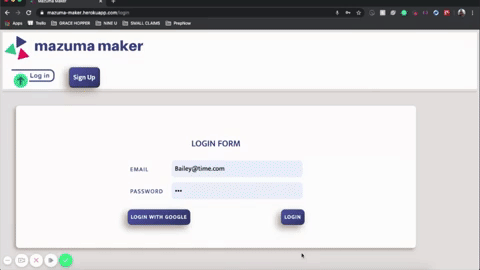 Mazuma Maker
mazuma-maker.herokuapp.com/login
Apps Trello GRACE HOPPER NINE U SMALL CLAIMS PrepNow
mazuma maker
Log in
Sign Up
LOGIN FORM
EMAIL Bailey@time.com
PASSWORD •••
LOGIN WITH GOOGLE LOGIN